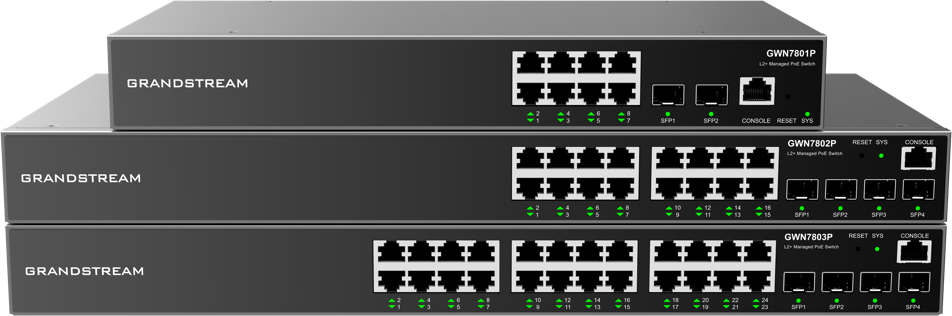 GWN7801P
L2+ Managed PoE Switch
GRANDSTREAM
2 4 6 8
1 3 5 7
SFP1 SFP2 CONSOLE RESET SYS
GWN7802P RESET SYS CONSOLE
L2+ Managed PoE Switch
GRANDSTREAM
2 4 6 8 10 12 14 16
1 3 5 7 9 11 13 15
SFP1 SFP2 SFP3 SFP4
GWN7803P RESET SYS CONSOLE
L2+ Managed PoE Switch
GRANDSTREAM
2 4 6 8 10 12 14 16 18 20 22 24
1 3 5 7 9 11 13 15 17 19 21 23
SFP1 SFP2 SFP3 SFP4